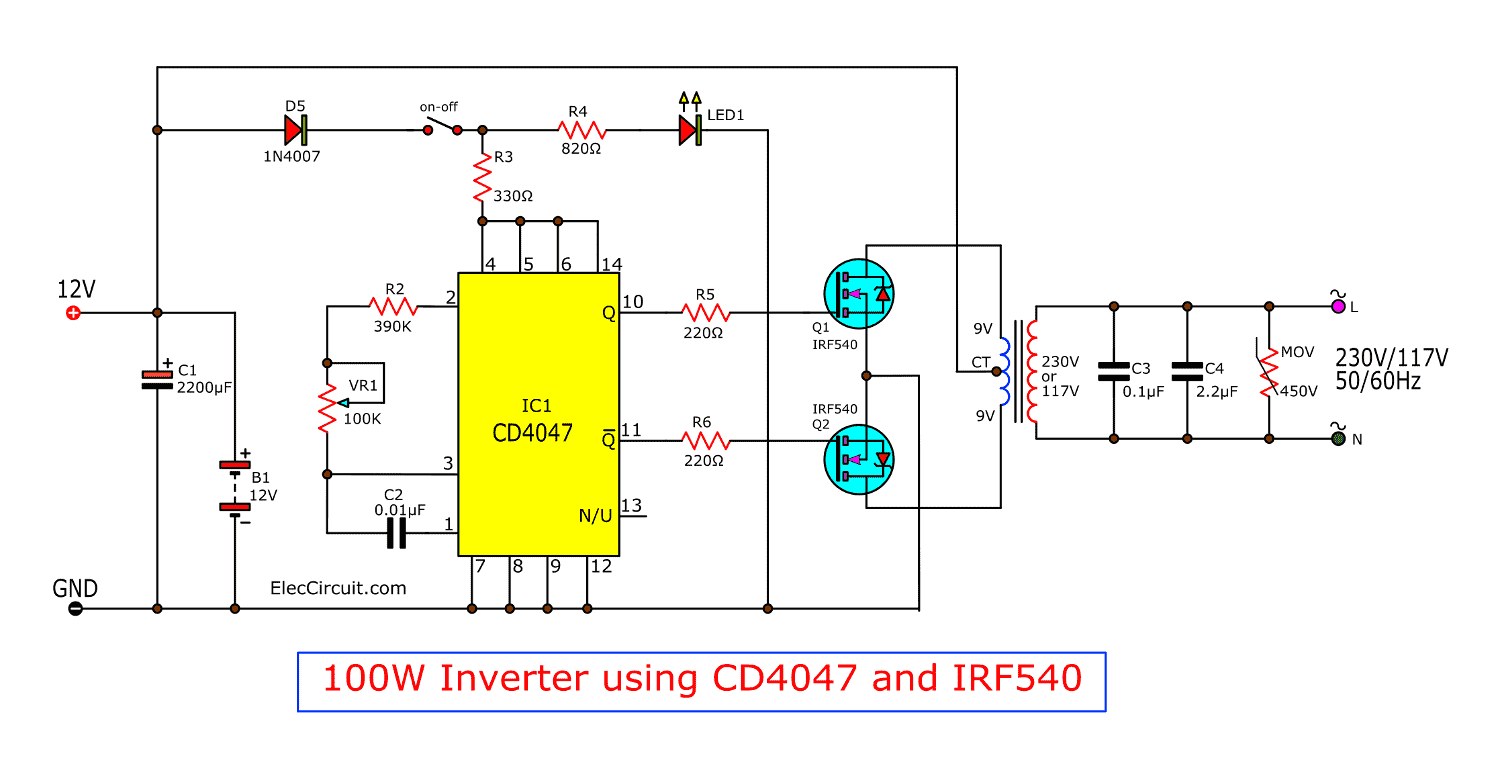 D5
1N4007
on-off
R4
820Ω
LED1
R3
330Ω
4 5 6 14
12V
+
C1
2200µF
+
B1
12V
−
R2
390K
2
VR1
100K
3
C2
0.01µF
1
IC1
CD4047
Q
10
Q̅
11
N/U
13
7 8 9 12
R5
220Ω
R6
220Ω
Q1
IRF540
IRF540
Q2
9V
CT
9V
230V
or
117V
C3
0.1µF
C4
2.2µF
MOV
450V
~
L
230V/117V
50/60Hz
~
N
GND
ElecCircuit.com
100W Inverter using CD4047 and IRF540